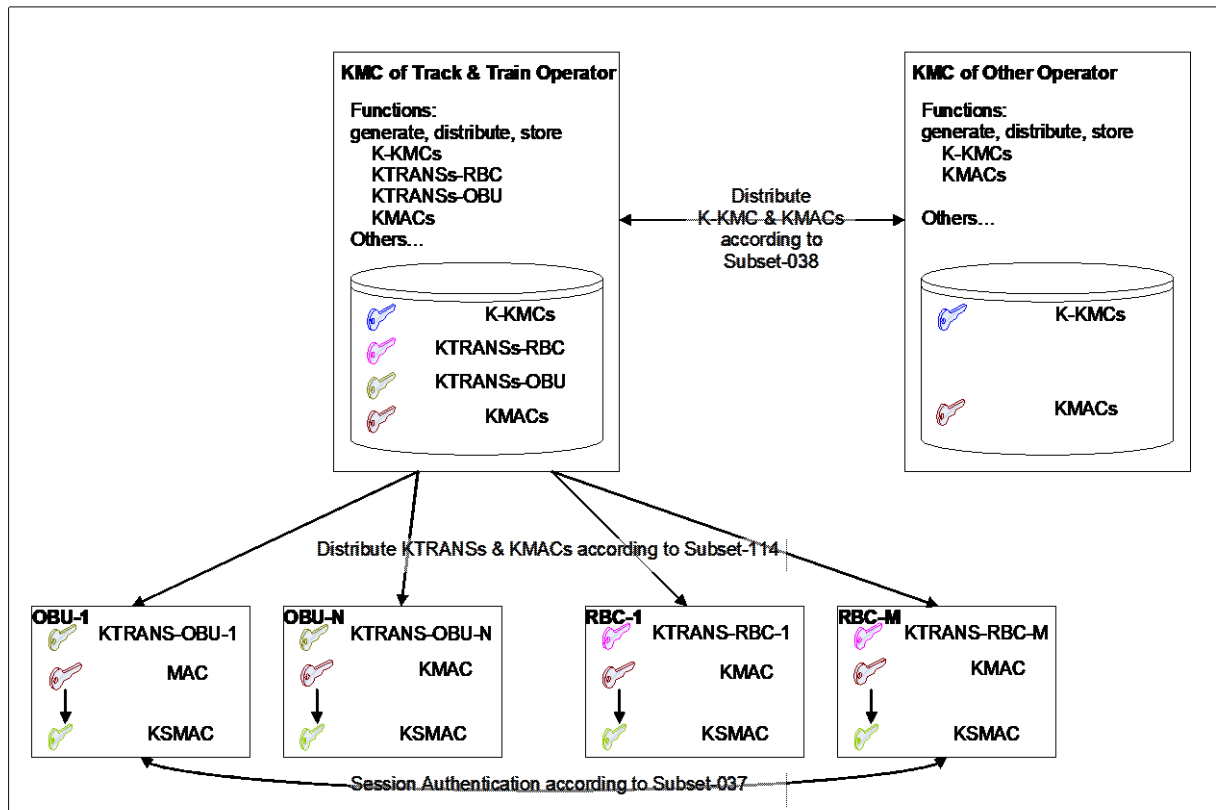 KMC of Track & Train Operator
Functions:
generate, distribute, store
K-KMCs
KTRANSs-RBC
KTRANSs-OBU
KMACs
Others...
K-KMCs
KTRANSs-RBC
KTRANSs-OBU
KMACs
Distribute
K-KMC & KMACs
according to
Subset-038
KMC of Other Operator
Functions:
generate, distribute, store
K-KMCs
KMACs
Others...
K-KMCs
KMACs
Distribute KTRANSs & KMACs according to Subset-114
OBU-1
KTRANS-OBU-1
MAC
KSMAC
OBU-N
KTRANS-OBU-N
KMAC
KSMAC
RBC-1
KTRANS-RBC-1
KMAC
KSMAC
RBC-M
KTRANS-RBC-M
KMAC
KSMAC
Session Authentication according to Subset-037